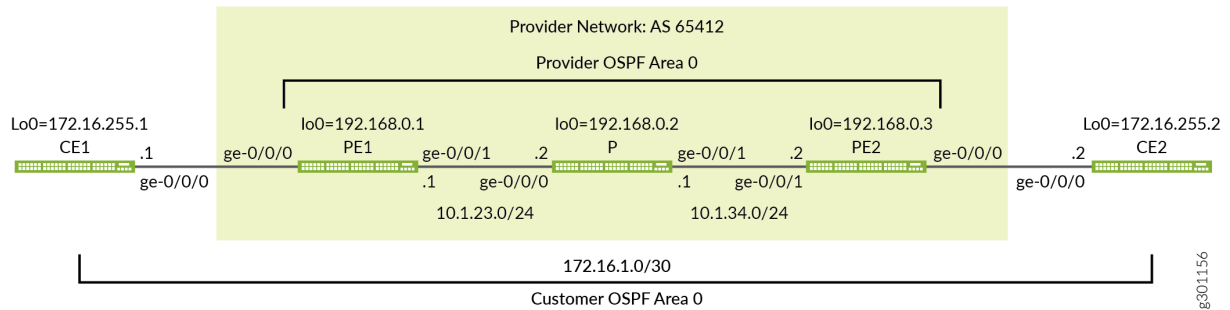 Provider Network: AS 65412
Provider OSPF Area 0
Lo0=172.16.255.1
lo0=192.168.0.1
lo0=192.168.0.2
lo0=192.168.0.3
Lo0=172.16.255.2
CE1
PE1
P
PE2
CE2
.1
ge-0/0/0
ge-0/0/1
.2
ge-0/0/1
.2
ge-0/0/0
.2
ge-0/0/0
.1
ge-0/0/0
.1
ge-0/0/1
ge-0/0/0
10.1.23.0/24
10.1.34.0/24
172.16.1.0/30
Customer OSPF Area 0
g301156